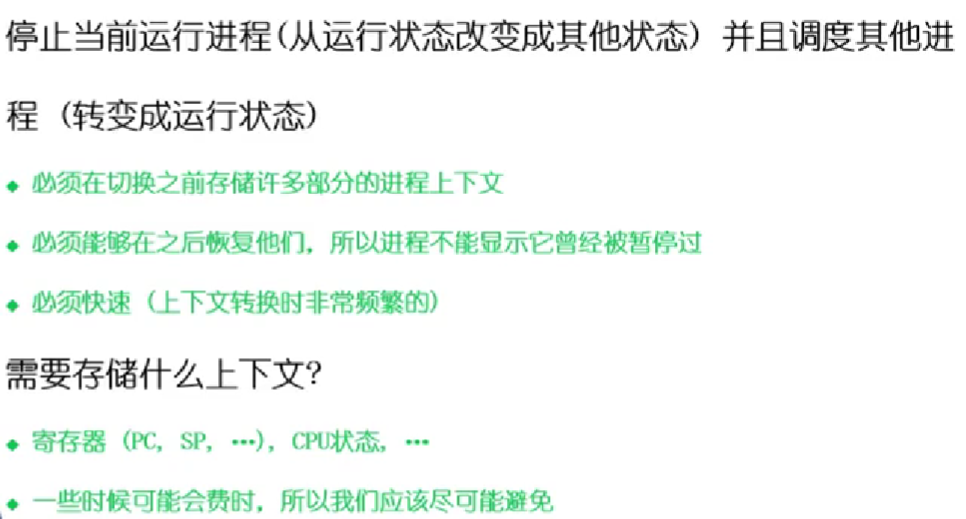 停止当前运行进程(从运行状态改变成其他状态) 并且调度其他进
程 (转变成运行状态)
◆ 必须在切换之前存储许多部分的进程上下文
◆ 必须能够在之后恢复他们, 所以进程不能显示它曾经被暂停过
◆ 必须快速 (上下文转换时非常频繁的)
需要存储什么上下文?
◆ 寄存器 (PC, SP, …), CPU状态, …
◆ 一些时候可能会费时, 所以我们应该尽可能避免